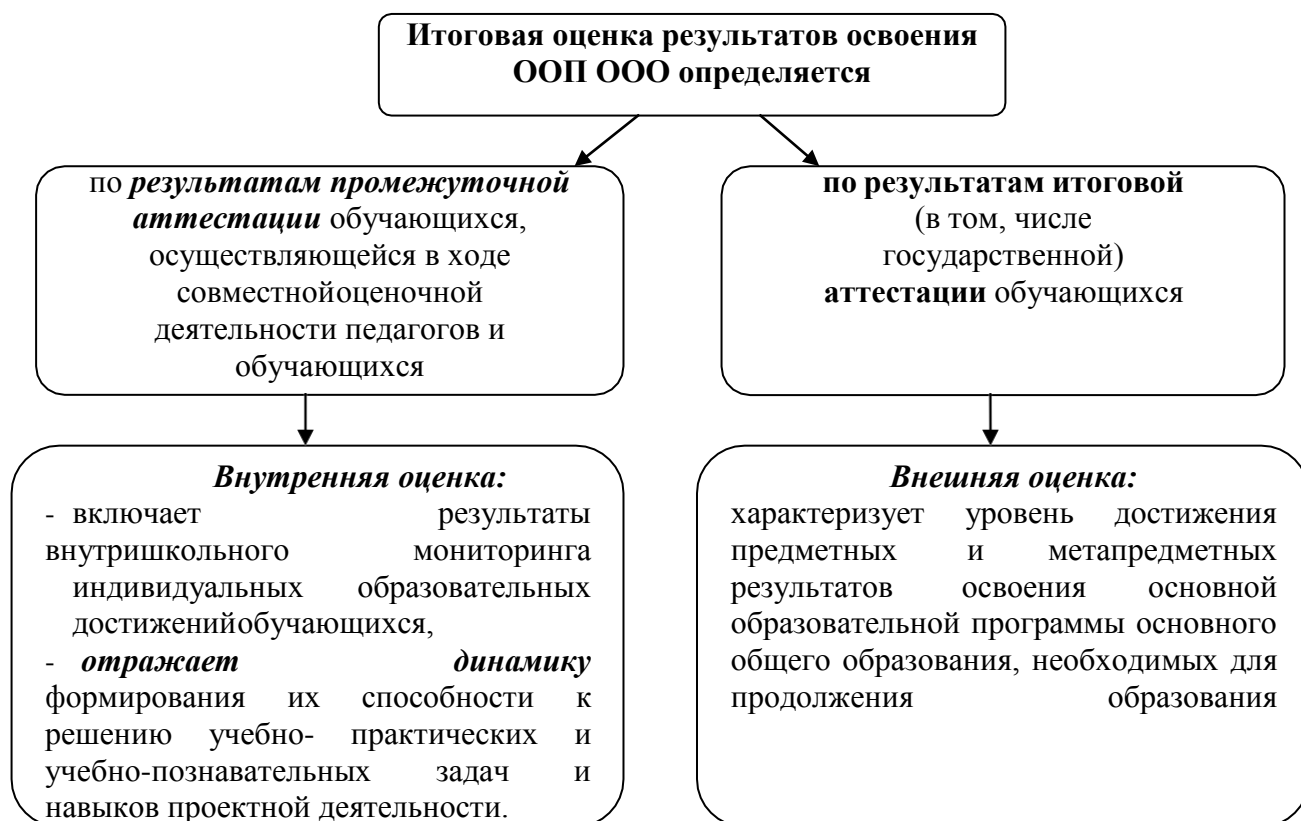 Итоговая оценка результатов освоения
ООП ООО определяется
по результатам промежуточной
аттестации обучающихся,
осуществляющейся в ходе
совместнойоценочной
деятельности педагогов и
обучающихся
по результатам итоговой
(в том, числе
государственной)
аттестации обучающихся
Внутренняя оценка:
- включает результаты
внутришкольного мониторинга
индивидуальных образовательных
достиженийобучающихся,
- отражает динамику
формирования их способности к
решению учебно- практических и
учебно-познавательных задач и
навыков проектной деятельности.
Внешняя оценка:
характеризует уровень достижения
предметных и метапредметных
результатов освоения основной
образовательной программы основного
общего образования, необходимых для
продолжения образования